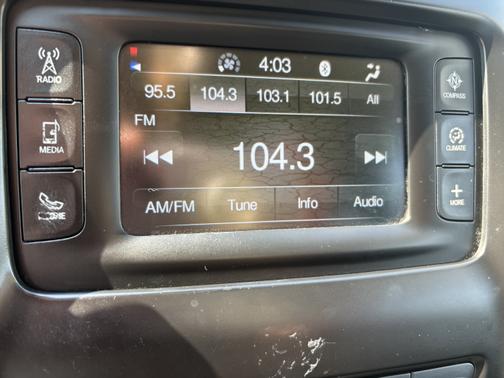 4:03
RADIO
95.5 104.3 103.1 101.5 All
COMPASS
FM
MEDIA
104.3
CLIMATE
AM/FM Tune Info Audio
MORE